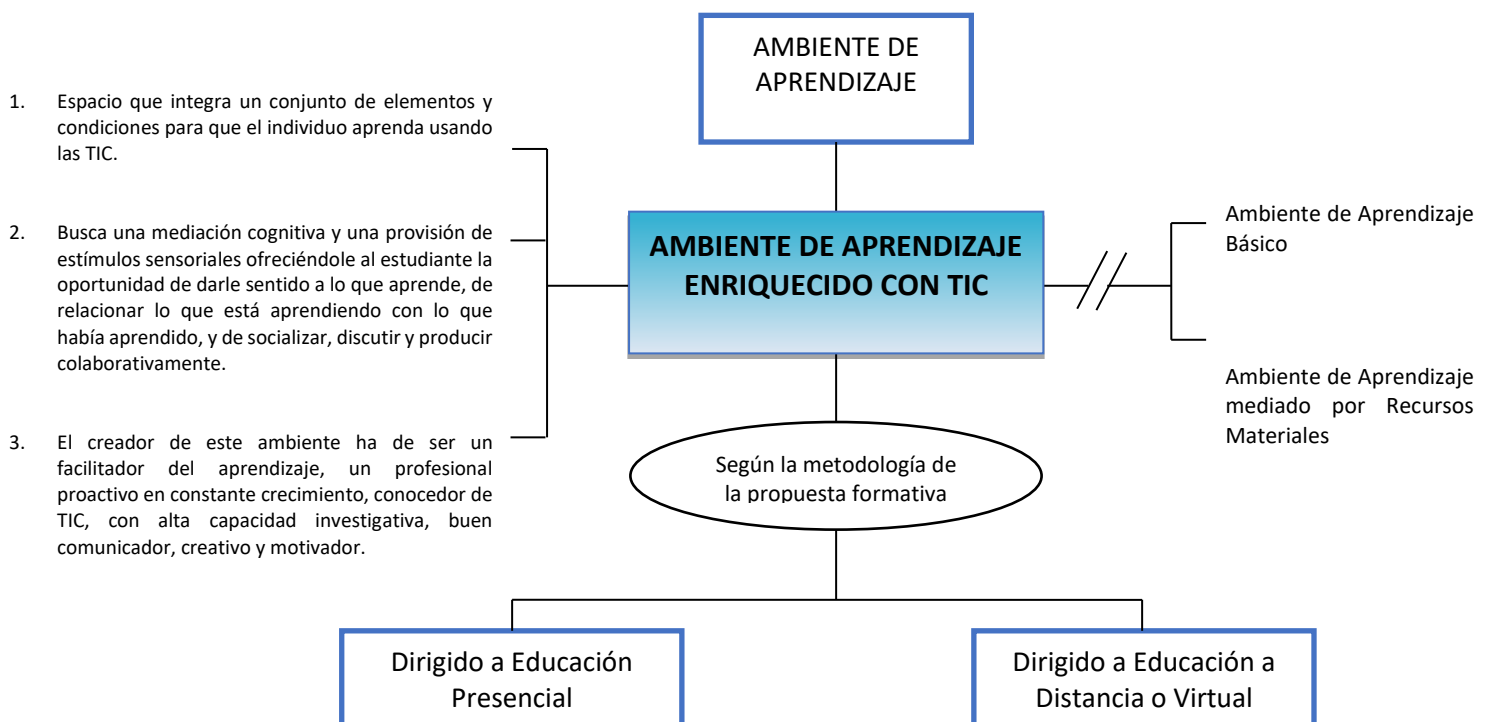 AMBIENTE DE
APRENDIZAJE
1. Espacio que integra un conjunto de elementos y
condiciones para que el individuo aprenda usando
las TIC.
2. Busca una mediación cognitiva y una provisión de
estímulos sensoriales ofreciéndole al estudiante la
oportunidad de darle sentido a lo que aprende, de
relacionar lo que está aprendiendo con lo que
había aprendido, y de socializar, discutir y producir
colaborativamente.
3. El creador de este ambiente ha de ser un
facilitador del aprendizaje, un profesional
proactivo en constante crecimiento, conocedor de
TIC, con alta capacidad investigativa, buen
comunicador, creativo y motivador.
AMBIENTE DE APRENDIZAJE
ENRIQUECIDO CON TIC
Ambiente de Aprendizaje
Básico
Ambiente de Aprendizaje
mediado por Recursos
Materiales
Según la metodología de
la propuesta formativa
Dirigido a Educación
Presencial
Dirigido a Educación a
Distancia o Virtual